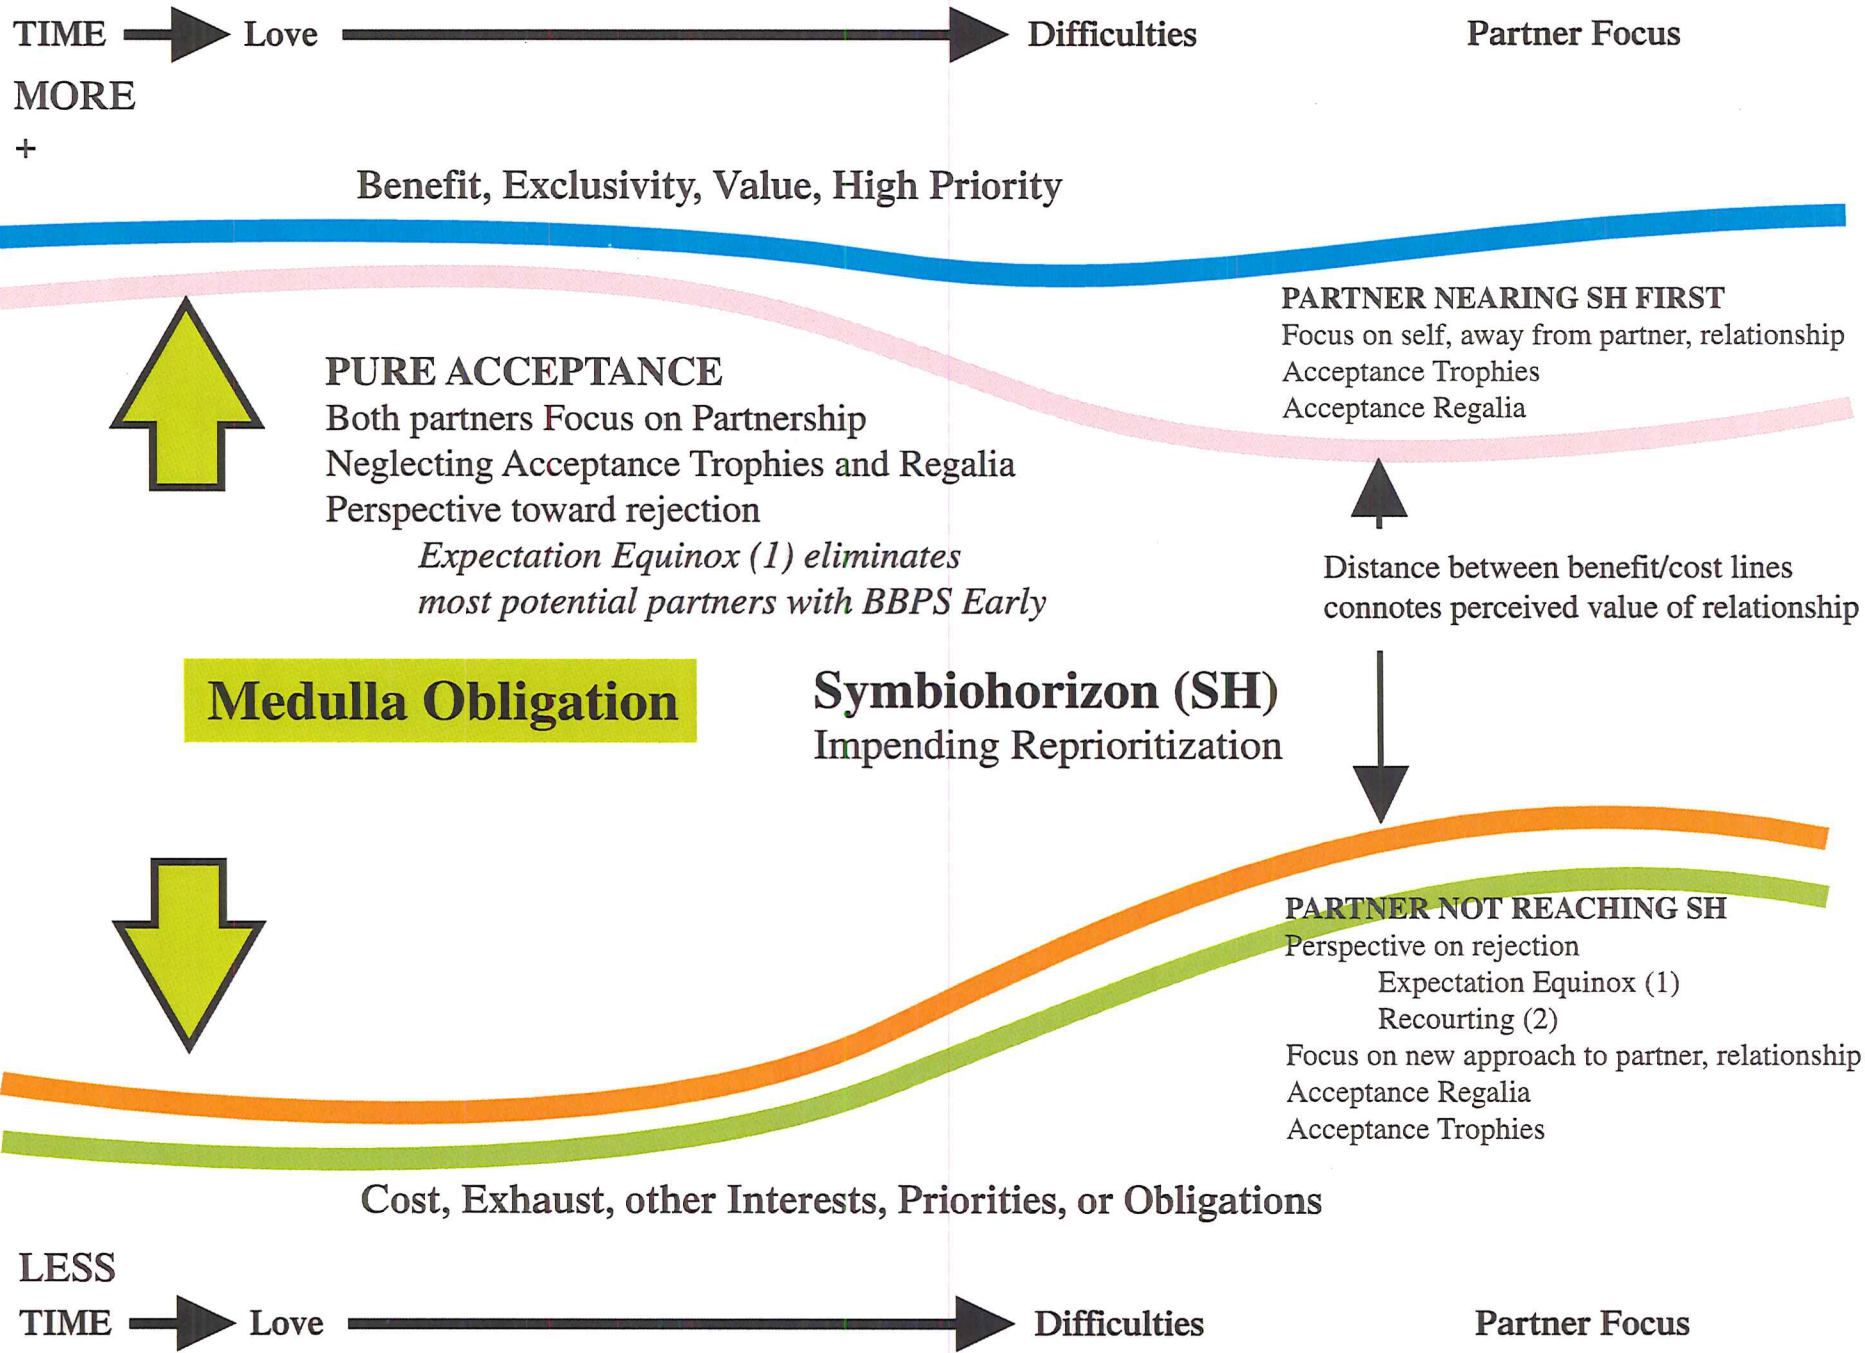 TIME Love Difficulties Partner Focus
MORE
+
Benefit, Exclusivity, Value, High Priority
PARTNER NEARING SH FIRST
Focus on self, away from partner, relationship
Acceptance Trophies
Acceptance Regalia
PURE ACCEPTANCE
Both partners Focus on Partnership
Neglecting Acceptance Trophies and Regalia
Perspective toward rejection
Expectation Equinox (1) eliminates
most potential partners with BBPS Early
Distance between benefit/cost lines
connotes perceived value of relationship
Medulla Obligation
Symbiohorizon (SH)
Impending Reprioritization
PARTNER NOT REACHING SH
Perspective on rejection
Expectation Equinox (1)
Recourting (2)
Focus on new approach to partner, relationship
Acceptance Regalia
Acceptance Trophies
Cost, Exhaust, other Interests, Priorities, or Obligations
LESS
TIME Love Difficulties Partner Focus